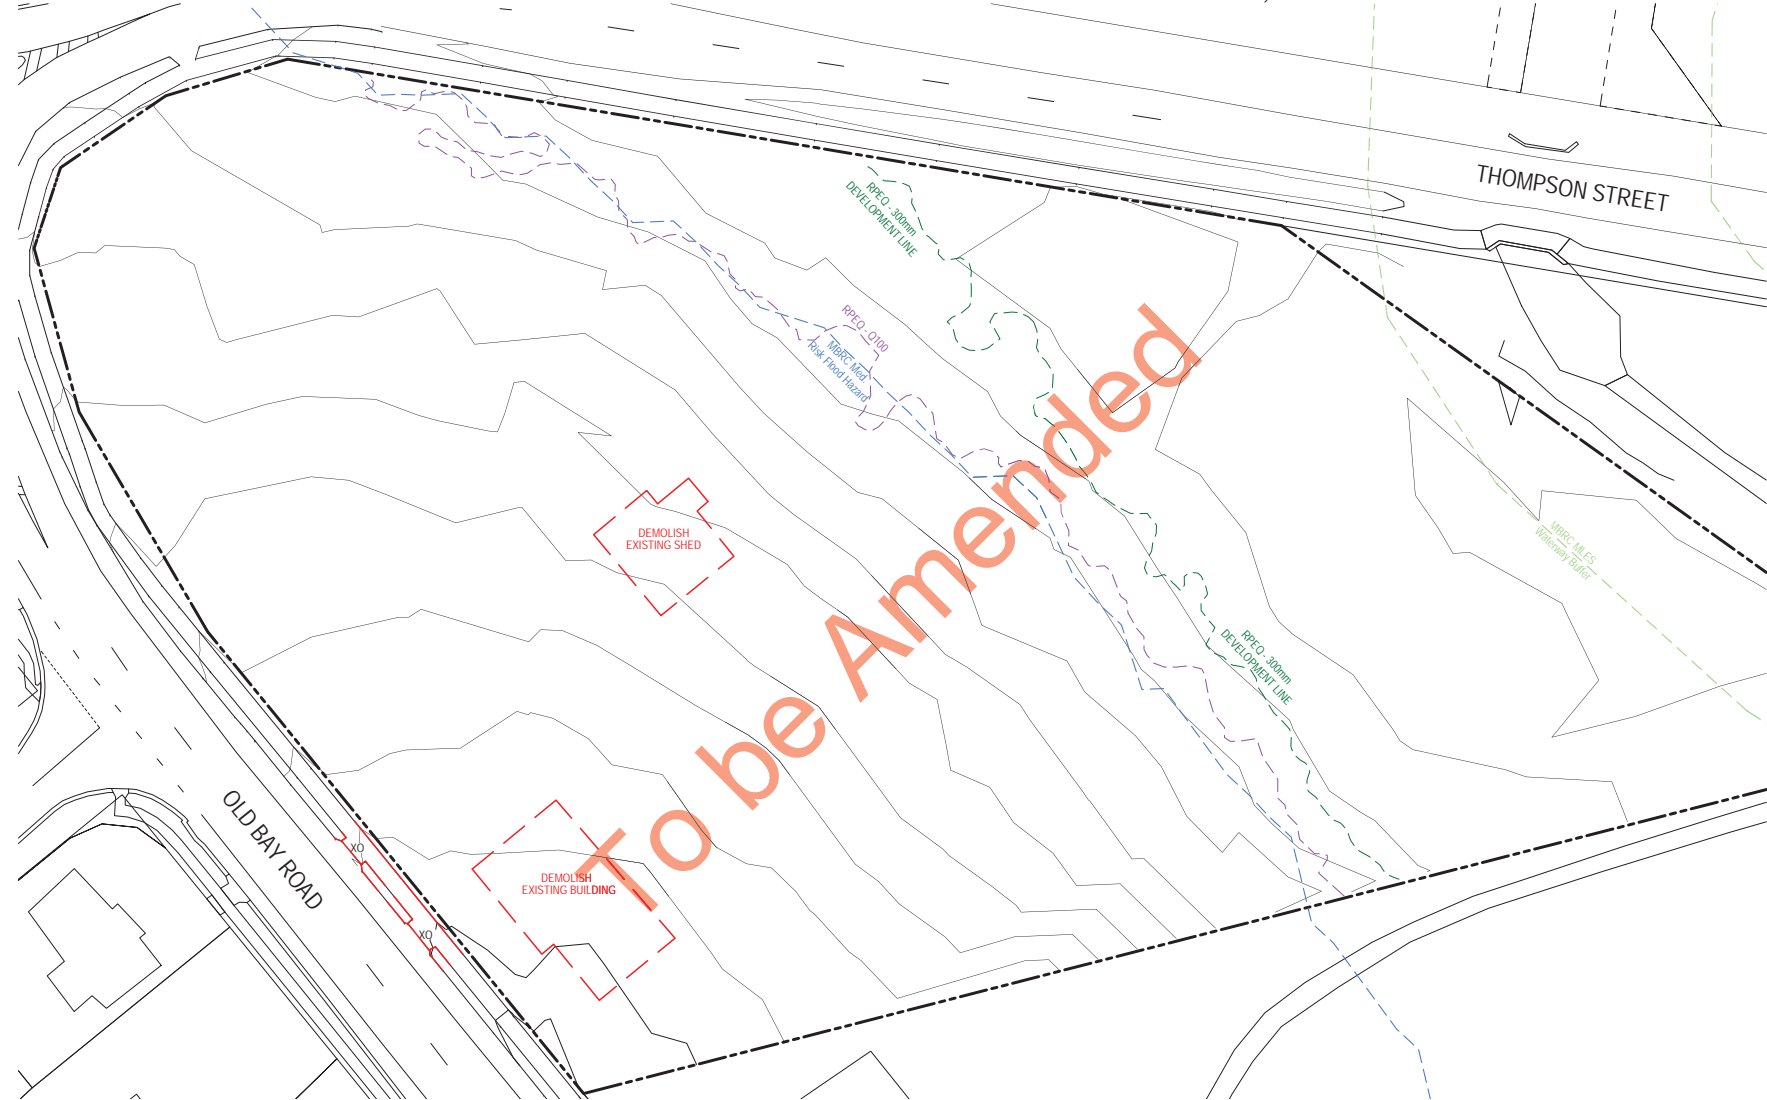 THOMPSON STREET
RPEQ - 300mm
DEVELOPMENT LINE
RPEQ - Q100
MBRC Med.
Risk Flood Hazard
To be Amended
DEMOLISH
EXISTING SHED
MBRC MLES
Waterway Buffer
RPEQ - 300mm
DEVELOPMENT LINE
OLD BAY ROAD
XO
DEMOLISH
EXISTING BUILDING
XO